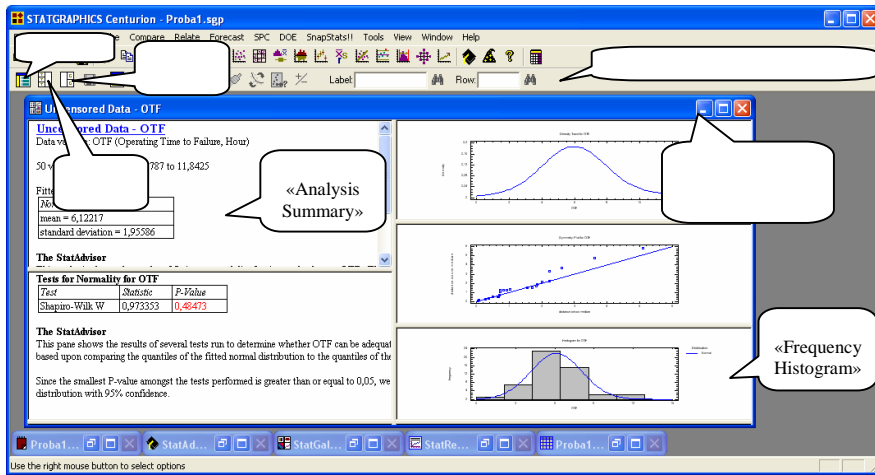 STATGRAPHICS Centurion - Proba1.sgp
Compare Relate Forecast SPC DOE SnapStats!! Tools View Window Help
Label: Row:
Uncensored Data - OTF
Uncensored Data - OTF
Data va OTF (Operating Time to Failure, Hour)
50 v 787 to 11,8425
Fitte
mean = 6,12217
standard deviation = 1,95586
The StatAdvisor
«Analysis
Summary»
Tests for Normality for OTF
Test Statistic P-Value
Shapiro-Wilk W 0,973353 0,48473
The StatAdvisor
This pane shows the results of several tests run to determine whether OTF can be adequat
based upon comparing the quantiles of the fitted normal distribution to the quantiles of the
Since the smallest P-value amongst the tests performed is greater than or equal to 0,05, we
distribution with 95% confidence.
Histogram for OTF
«Frequency
Histogram»
Proba1... StatAd... StatGal... StatRe... Proba1...
Use the right mouse button to select options